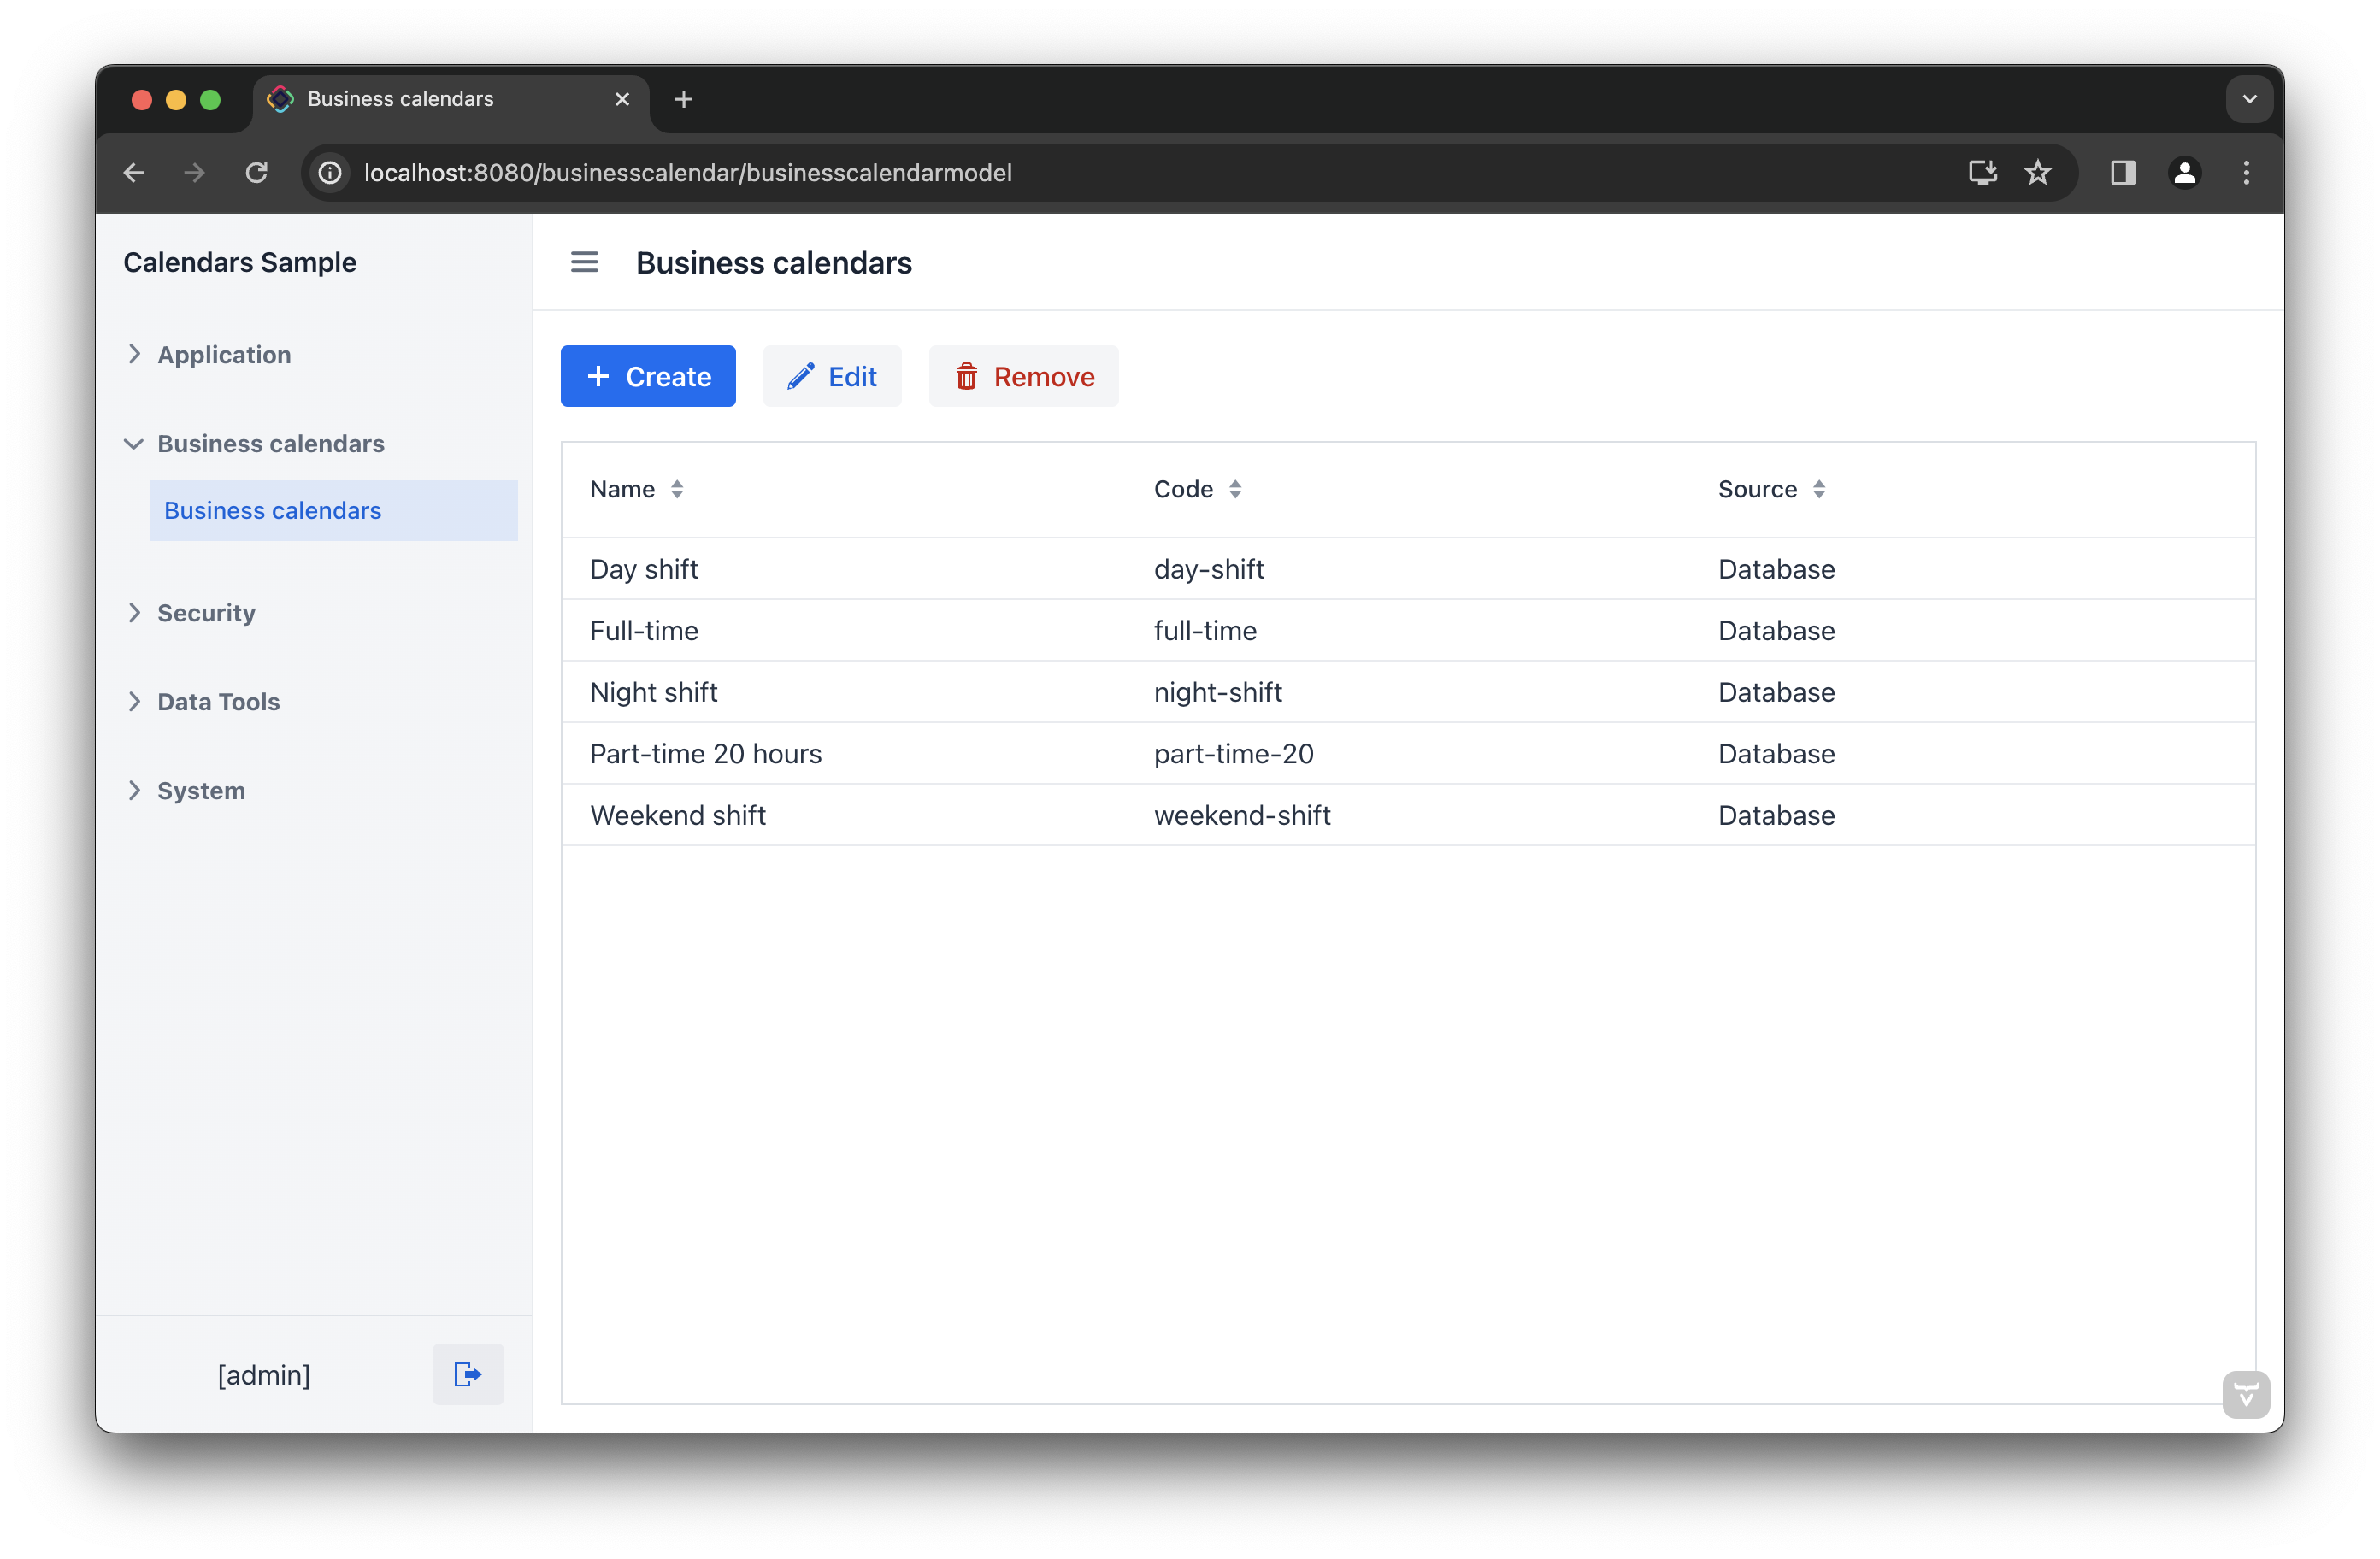 Business calendars
localhost:8080/businesscalendar/businesscalendarmodel
Calendars Sample
Application
Business calendars
Business calendars
Security
Data Tools
System
[admin]
Business calendars
Create Edit Remove
Name Code Source
Day shift day-shift Database
Full-time full-time Database
Night shift night-shift Database
Part-time 20 hours part-time-20 Database
Weekend shift weekend-shift Database